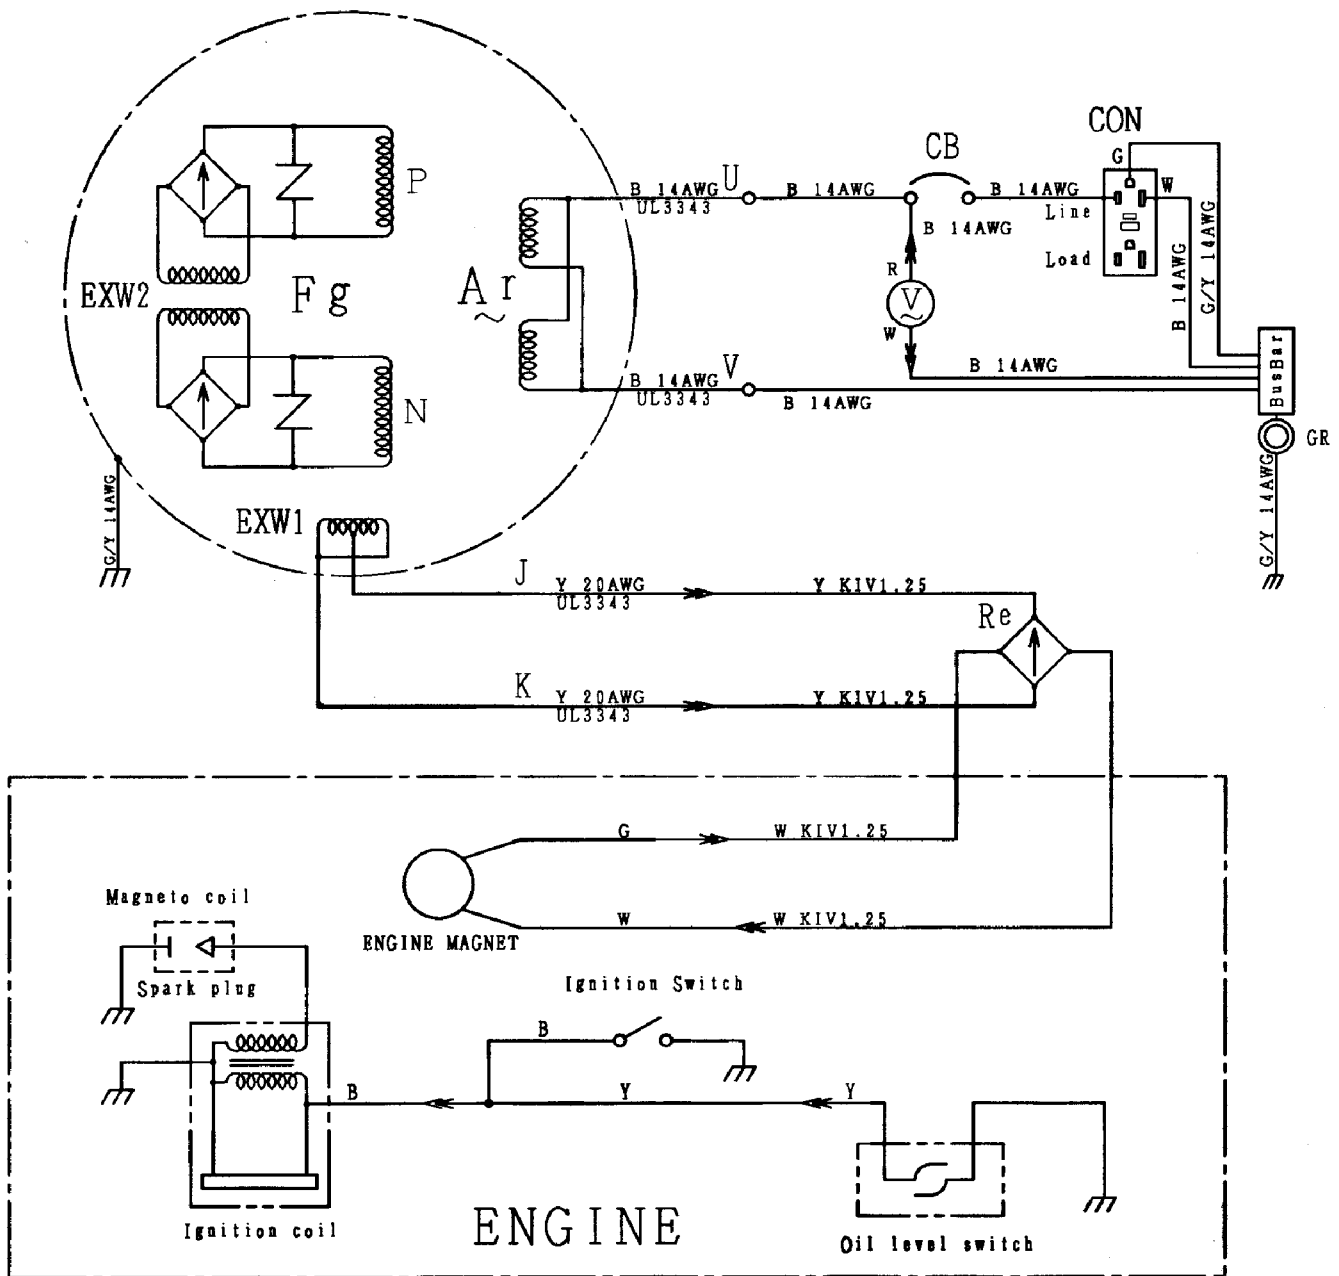 CON
CB
G
W
P
B 14AWG
UL3343
U
B 14AWG
B 14AWG
Line
B 14AWG
Load
R
V
W
EXW2
Fg
Ar
B 14AWG
G/Y 14AWG
B 14AWG
BusBar
N
B 14AWG
UL3343
V
B 14AWG
GR
G/Y 14AWG
G/Y 14AWG
EXW1
J
Y 20AWG
UL3343
Y KIV1.25
Re
K
Y 20AWG
UL3343
Y KIV1.25
G
W KIV1.25
Magneto coil
W
W KIV1.25
ENGINE MAGNET
Spark plug
Ignition Switch
B
B
Y
Y
Ignition coil
ENGINE
Oil level switch